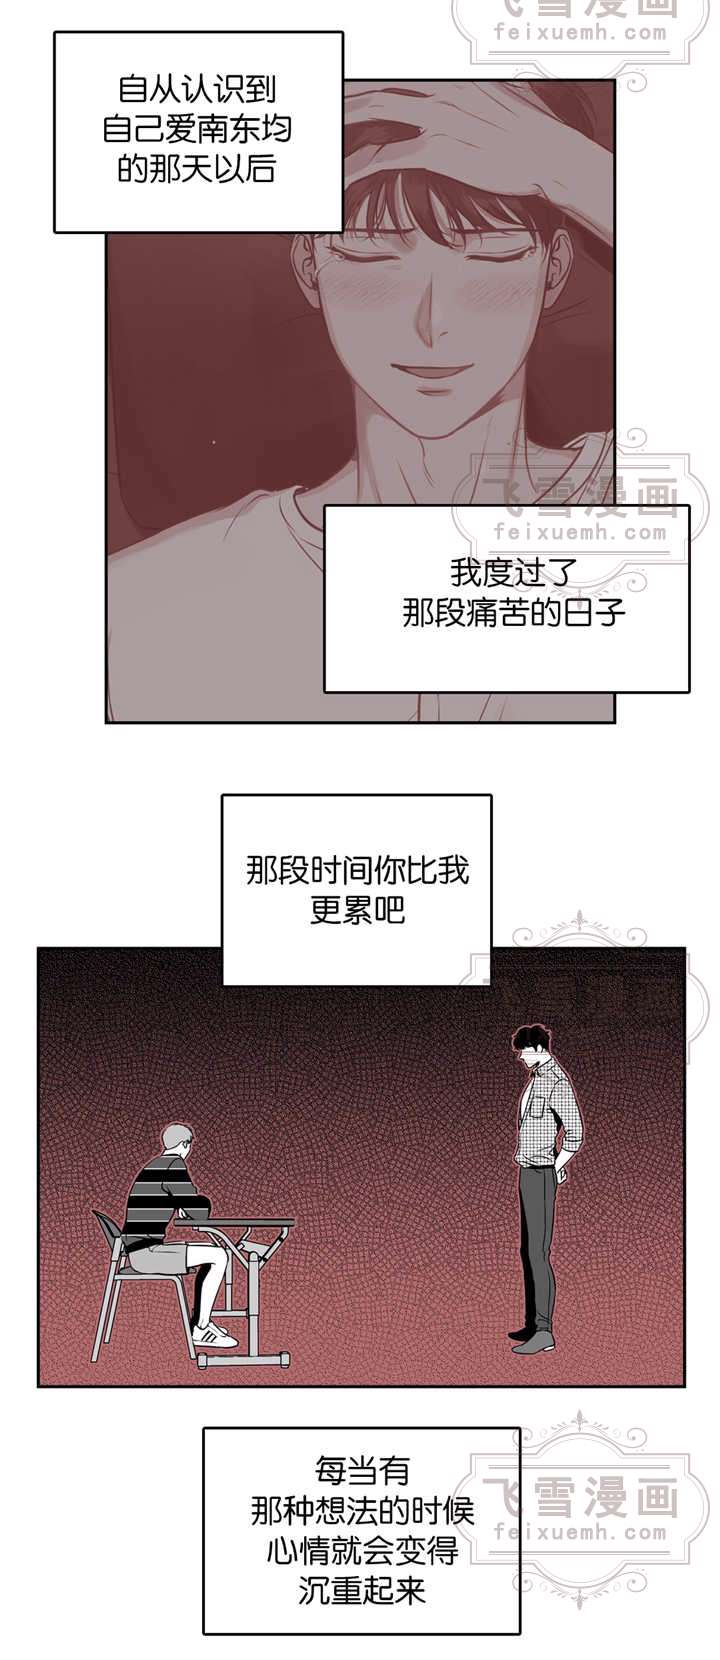 飞雪漫画
feixuemh.com
自从认识到
自己爱南东均
的那天以后
飞雪漫画
feixuemh.com
我度过了
那段痛苦的日子
那段时间你比我
更累吧
每当有
那种想法的时候
心情就会变得
沉重起来
飞雪漫画
feixuemh.com